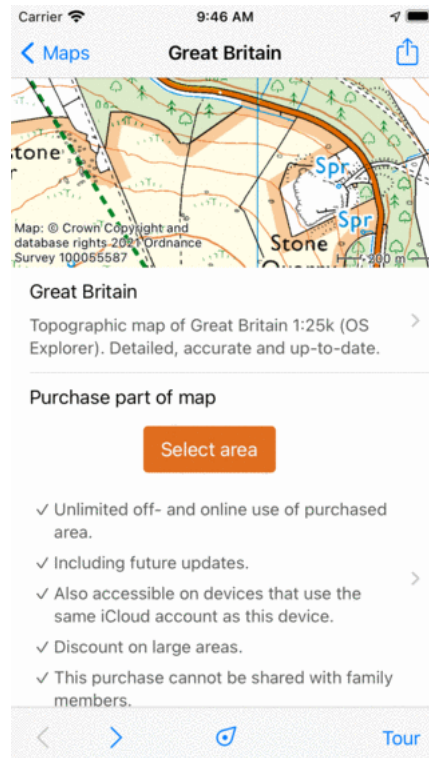 Carrier 9:46 AM
Maps Great Britain
tone
Spr
Map: © Crown Copyright and
database rights 2021 Ordnance
Survey 100055587
Spr
Stone
200 m
Great Britain
Topographic map of Great Britain 1:25k (OS
Explorer). Detailed, accurate and up-to-date.
Purchase part of map
Select area
✓ Unlimited off- and online use of purchased
area.
✓ Including future updates.
✓ Also accessible on devices that use the
same iCloud account as this device.
✓ Discount on large areas.
✓ This purchase cannot be shared with family
members.
Tour